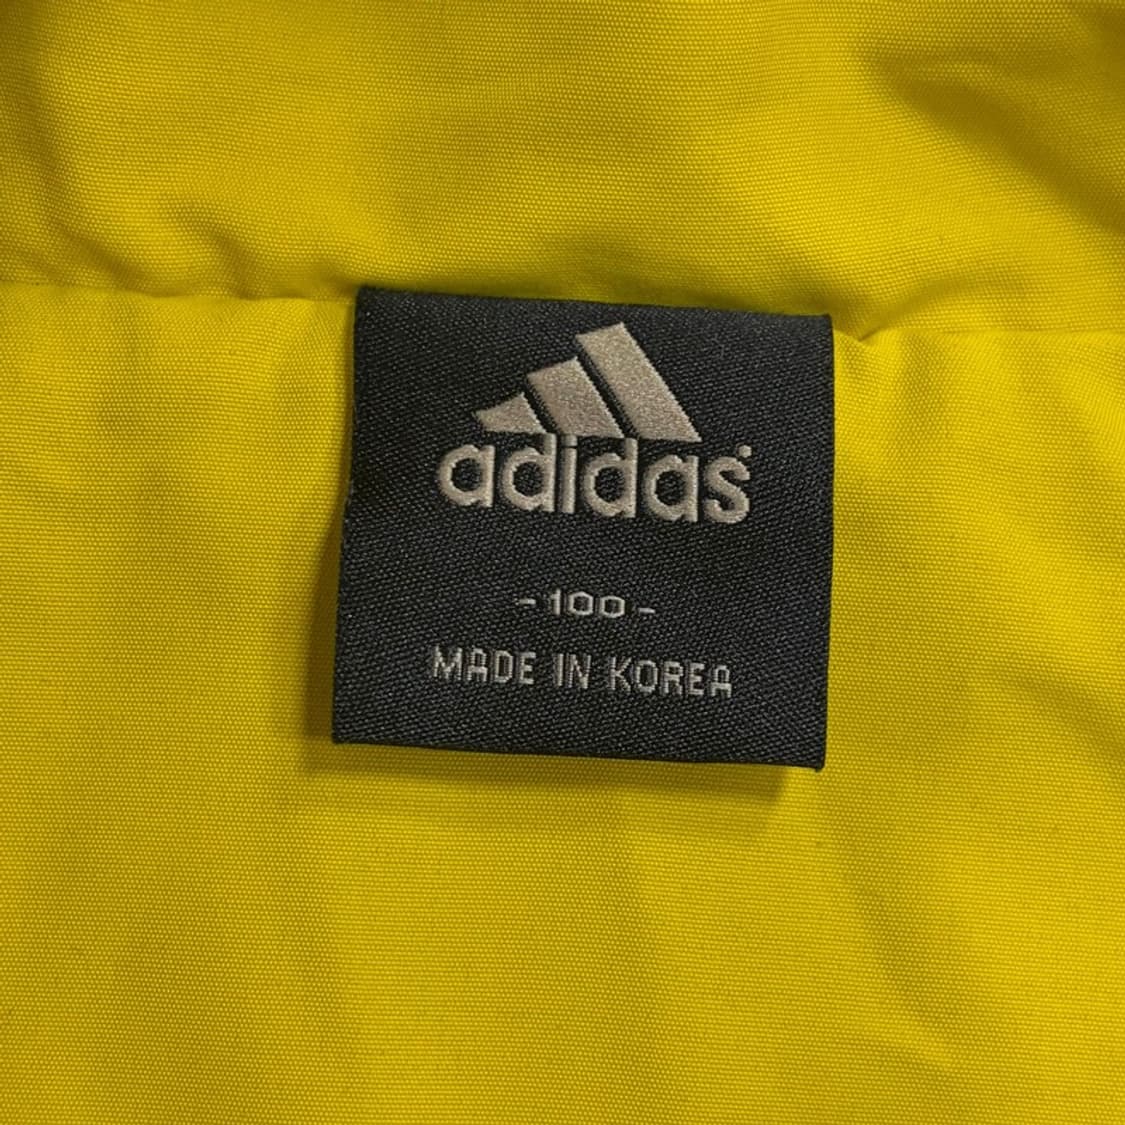 adidas
-100-
MADE IN KOREA